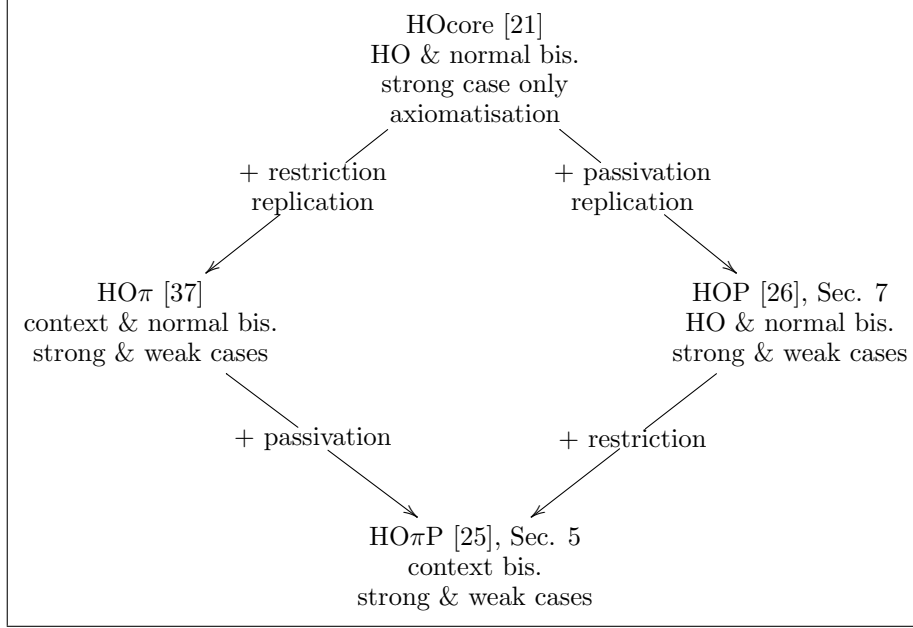 HOcore [21]
HO & normal bis.
strong case only
axiomatisation
+ restriction
replication
+ passivation
replication
HOπ [37]
context & normal bis.
strong & weak cases
HOP [26], Sec. 7
HO & normal bis.
strong & weak cases
+ passivation
+ restriction
HOπP [25], Sec. 5
context bis.
strong & weak cases